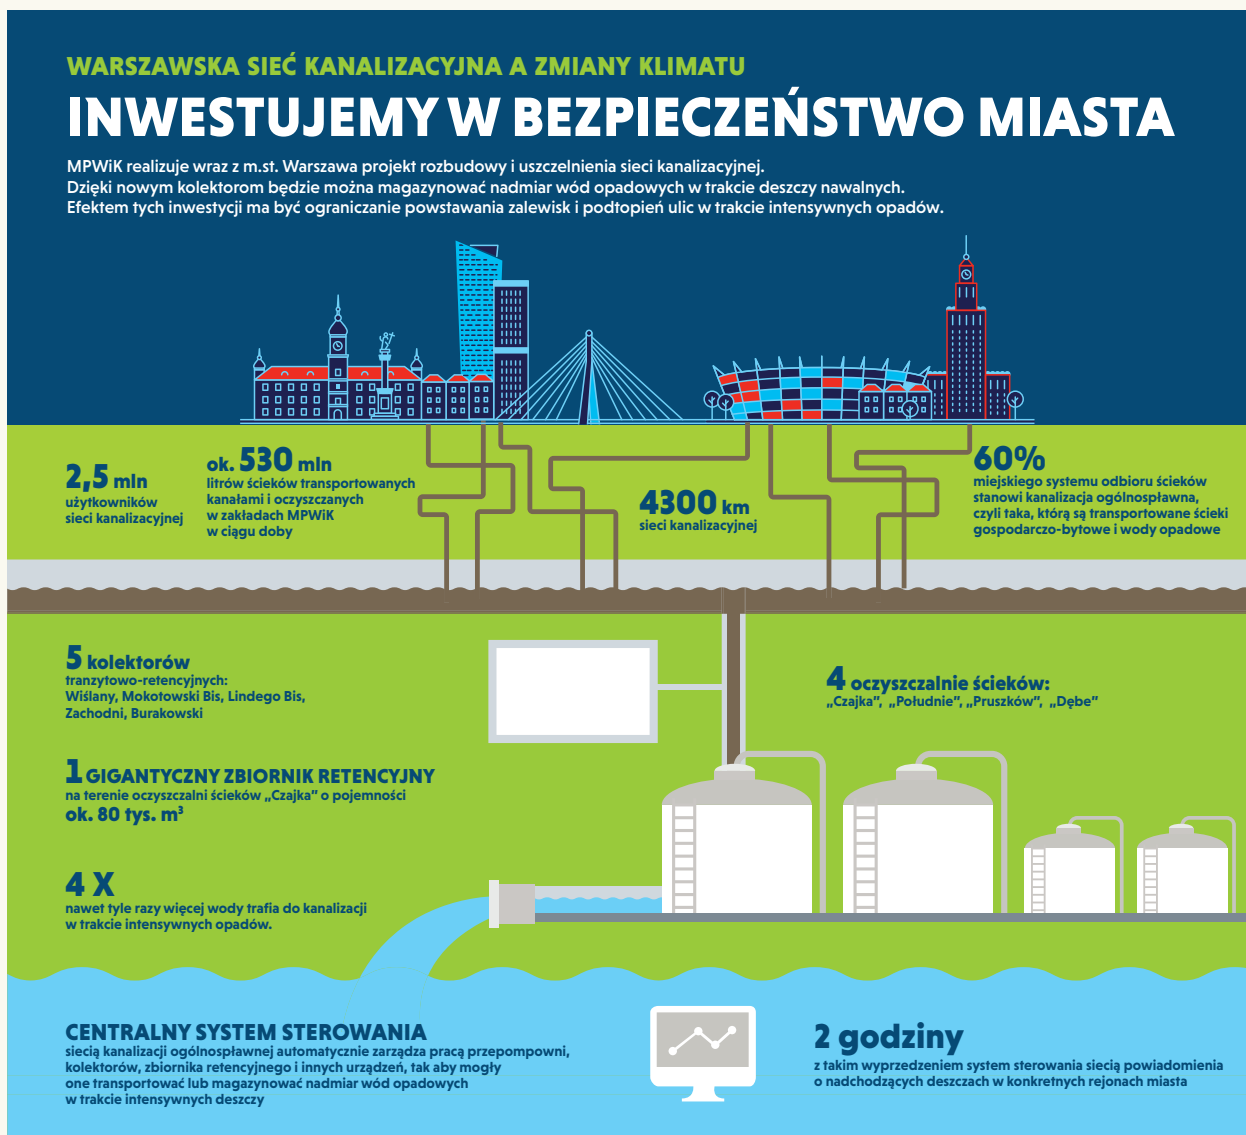 WARSZAWSKA SIEĆ KANALIZACYJNA A ZMIANY KLIMATU
INWESTUJEMY W BEZPIECZEŃSTWO MIASTA
MPWiK realizuje wraz z m.st. Warszawa projekt rozbudowy i uszczelnienia sieci kanalizacyjnej.
Dzięki nowym kolektorom będzie można magazynować nadmiar wód opadowych w trakcie deszczy nawalnych.
Efektem tych inwestycji ma być ograniczanie powstawania zalewisk i podtopień ulic w trakcie intensywnych opadów.
2,5 mln
użytkowników
sieci kanalizacyjnej
ok. 530 mln
litrów ścieków transportowanych
kanałami i oczyszczanych
w zakładach MPWiK
w ciągu doby
4300 km
sieci kanalizacyjnej
60%
miejskiego systemu odbioru ścieków
stanowi kanalizacja ogólnospławna,
czyli taka, którą są transportowane ścieki
gospodarczo-bytowe i wody opadowe
5 kolektorów
tranzytowo-retencyjnych:
Wiślany, Mokotowski Bis, Lindego Bis,
Zachodni, Burakowski
4 oczyszczalnie ścieków:
„Czajka”, „Południe”, „Pruszków”, „Dębe”
1 GIGANTYCZNY ZBIORNIK RETENCYJNY
na terenie oczyszczalni ścieków „Czajka” o pojemności
ok. 80 tys. m³
4 X
nawet tyle razy więcej wody trafia do kanalizacji
w trakcie intensywnych opadów.
CENTRALNY SYSTEM STEROWANIA
siecią kanalizacji ogólnospławnej automatycznie zarządza pracą przepompowni,
kolektorów, zbiornika retencyjnego i innych urządzeń, tak aby mogły
one transportować lub magazynować nadmiar wód opadowych
w trakcie intensywnych deszczy
2 godziny
z takim wyprzedzeniem system sterowania siecią powiadomienia
o nadchodzących deszczach w konkretnych rejonach miasta